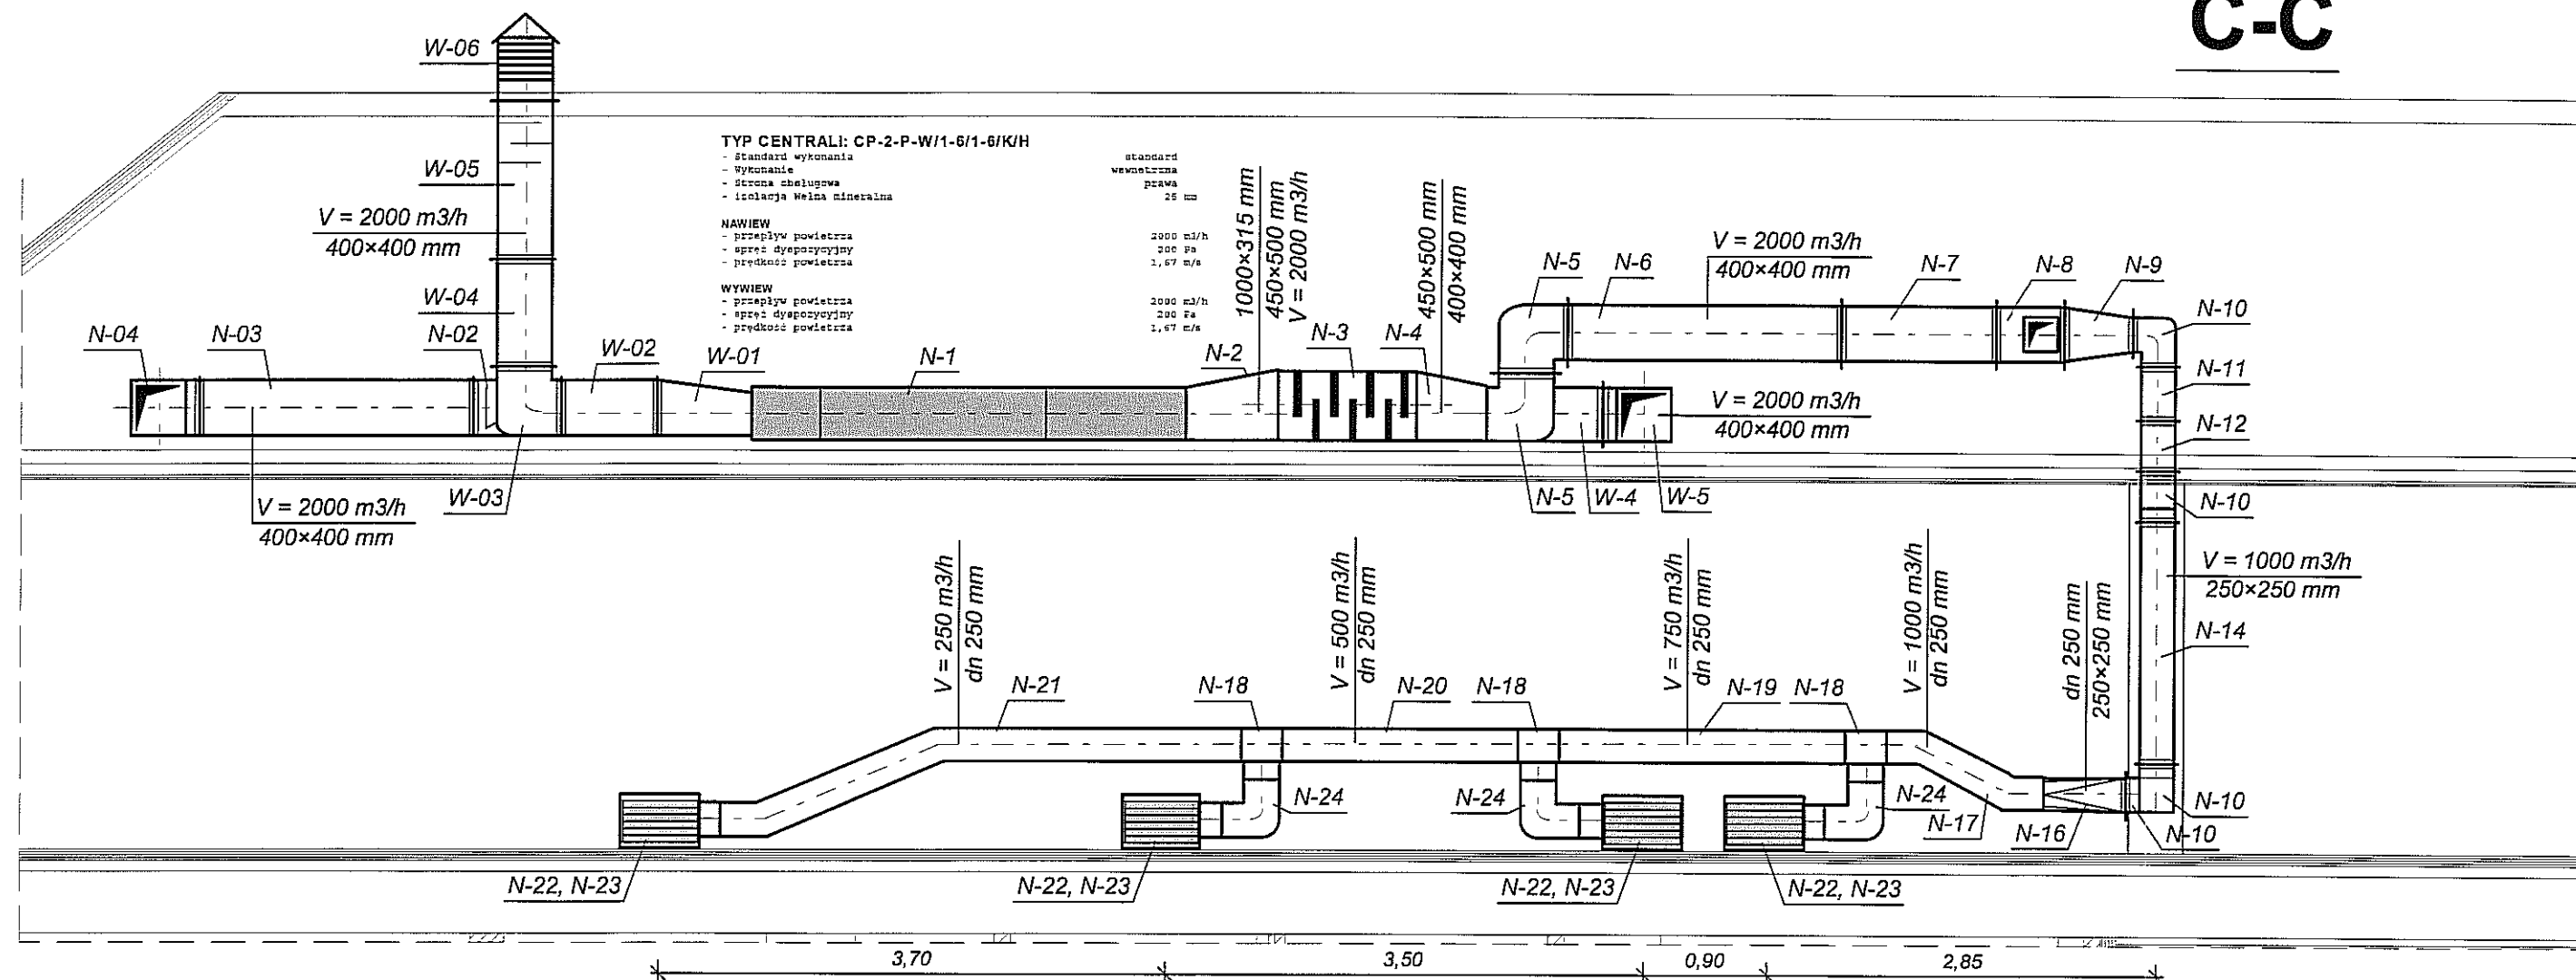 C-C
W-06
TYP CENTRALI: CP-2-P-W/1-6/1-6/K/H
- Standard wykonania standard
- Wykonanie wewnetrzna
- Strona obsługowa prawa
- izolacja Wełna mineralna 25 mm
NAWIEW
- przepływ powietrza 2000 m3/h
- spręż dyspozycyjny 200 Pa
- prędkość powietrza 1,67 m/s
WYWIEW
- przepływ powietrza 2000 m3/h
- spręż dyspozycyjny 200 Pa
- prędkość powietrza 1,67 m/s
W-05
V = 2000 m3/h
400×400 mm
W-04
N-04
N-03
N-02
W-02
W-01
N-1
N-2
1000×315 mm
450×500 mm
V = 2000 m3/h
N-3
N-4
450×500 mm
400×400 mm
N-5
N-6
V = 2000 m3/h
400×400 mm
N-7
N-8
N-9
N-10
N-11
N-12
V = 2000 m3/h
400×400 mm
V = 2000 m3/h
400×400 mm
W-03
N-5
W-4
W-5
N-10
V = 1000 m3/h
250×250 mm
N-14
V = 250 m3/h
dn 250 mm
V = 500 m3/h
dn 250 mm
V = 750 m3/h
dn 250 mm
V = 1000 m3/h
dn 250 mm
dn 250 mm
250×250 mm
N-21
N-18
N-20
N-18
N-19
N-18
N-24
N-24
N-24
N-17
N-16
N-10
N-10
N-22, N-23
N-22, N-23
N-22, N-23
N-22, N-23
3,70
3,50
0,90
2,85